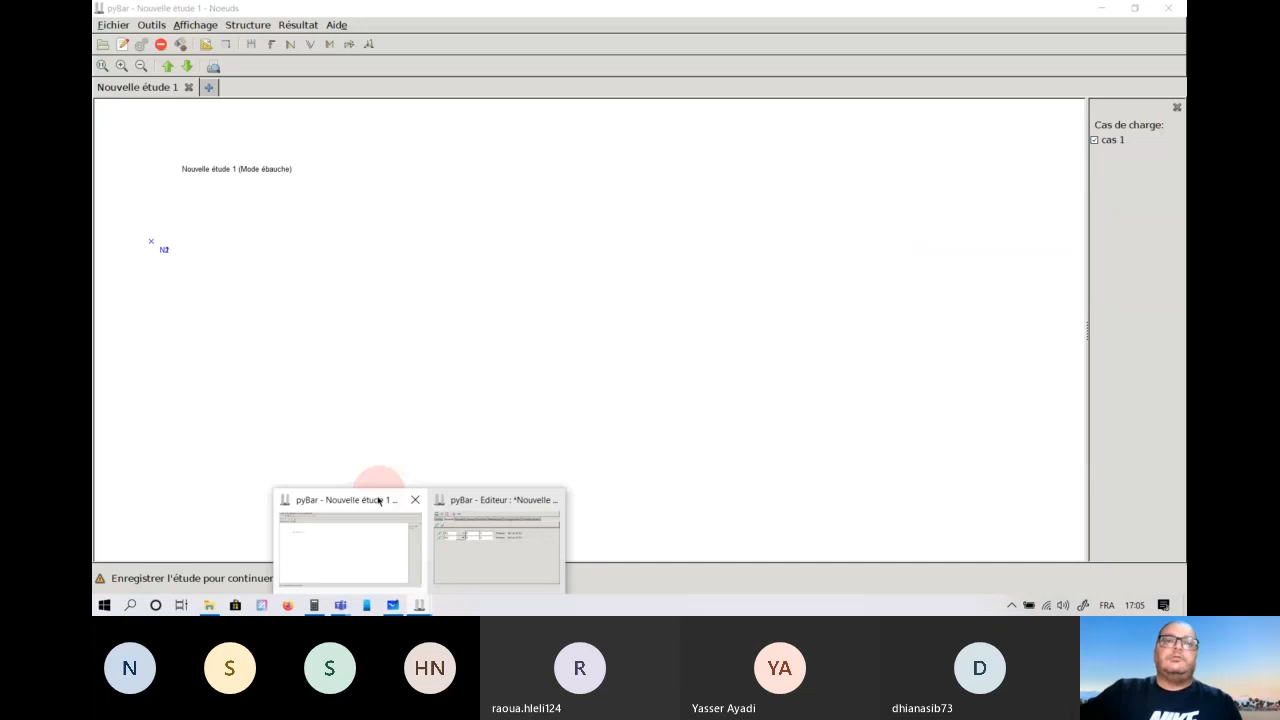 pyBar - Nouvelle étude 1 - Noeuds
Fichier Outils Affichage Structure Résultat Aide
Nouvelle étude 1
Cas de charge:
cas 1
Nouvelle étude 1 (Mode ébauche)
pyBar - Nouvelle étude 1 ...
pyBar - Editeur : *Nouvelle ...
Enregistrer l'étude pour continuer
FRA 17:05
N S S HN R YA D
raoua.hleli124 Yasser Ayadi dhianasib73
NIKE